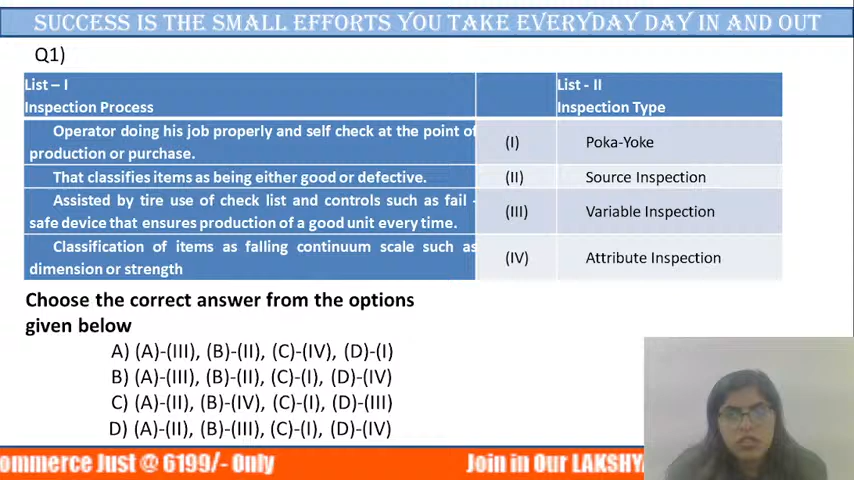 SUCCESS IS THE SMALL EFFORTS YOU TAKE EVERYDAY DAY IN AND OUT
Q1)
List – I
Inspection Process
List - II
Inspection Type
Operator doing his job properly and self check at the point of
production or purchase.
(I)
Poka-Yoke
That classifies items as being either good or defective.
(II)
Source Inspection
Assisted by tire use of check list and controls such as fail -
safe device that ensures production of a good unit every time.
(III)
Variable Inspection
Classification of items as falling continuum scale such as
dimension or strength
(IV)
Attribute Inspection
Choose the correct answer from the options
given below
A) (A)-(III), (B)-(II), (C)-(IV), (D)-(I)
B) (A)-(III), (B)-(II), (C)-(I), (D)-(IV)
C) (A)-(II), (B)-(IV), (C)-(I), (D)-(III)
D) (A)-(II), (B)-(III), (C)-(I), (D)-(IV)
ommerce Just @ 6199/- Only
Join in Our LAKSHYA